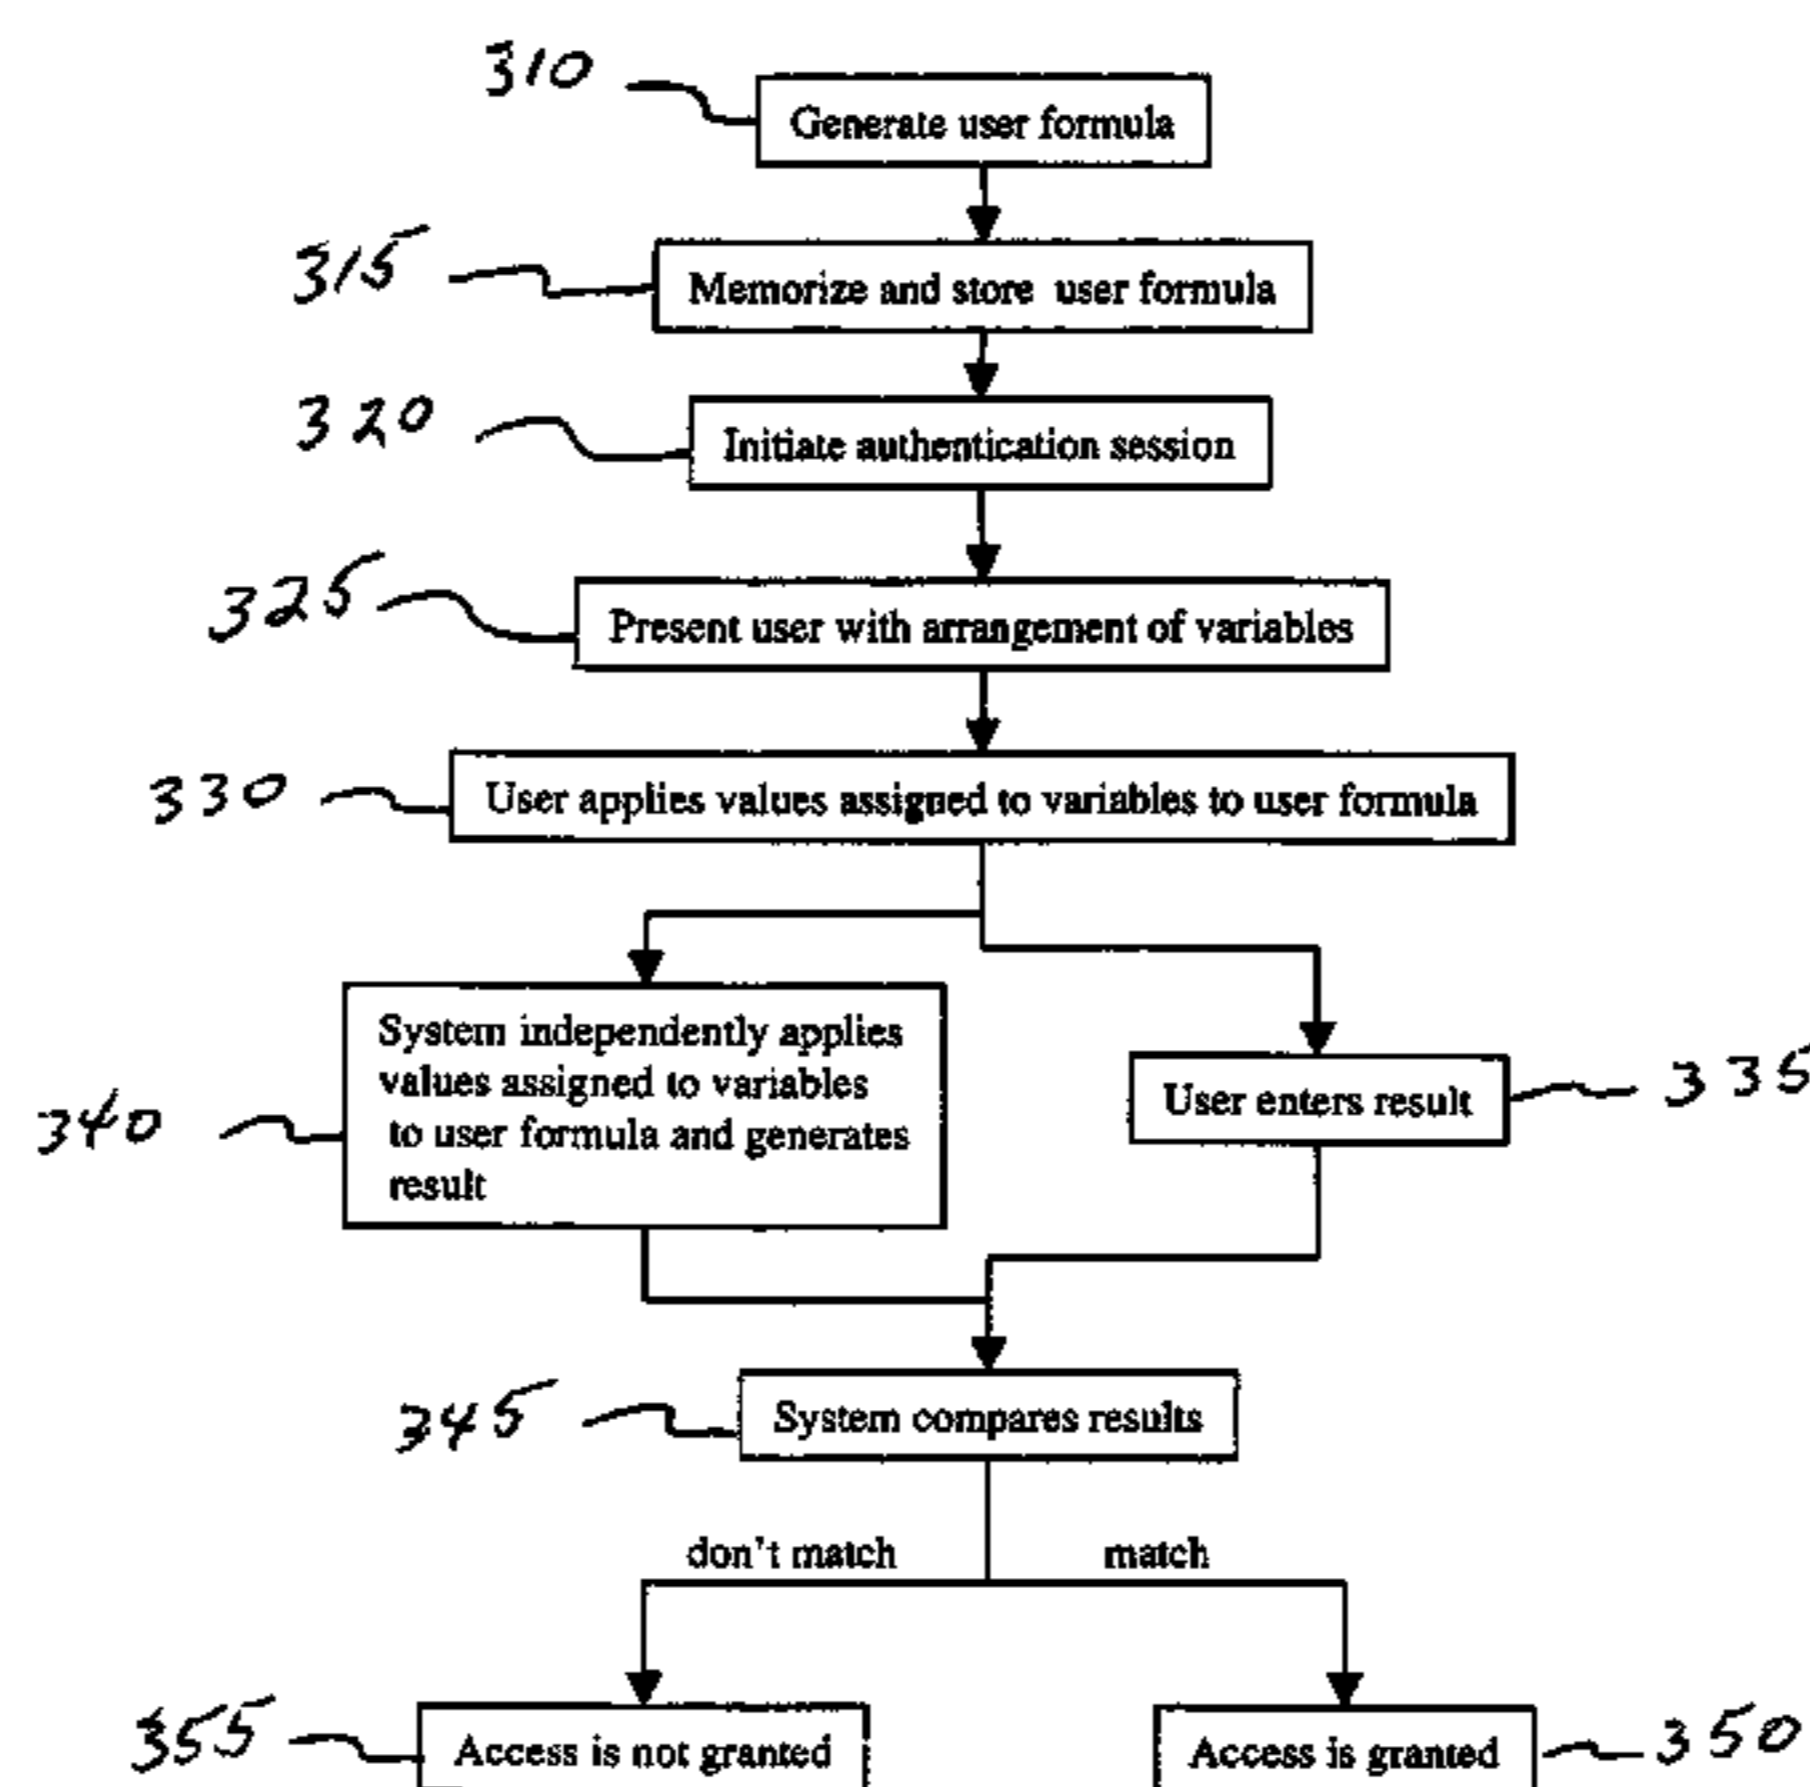 310
Generate user formula
315
Memorize and store user formula
320
Initiate authentication session
325
Present user with arrangement of variables
330
User applies values assigned to variables to user formula
340
System independently applies
values assigned to variables
to user formula and generates
result
User enters result
335
345
System compares results
don't match
match
355
Access is not granted
Access is granted
350